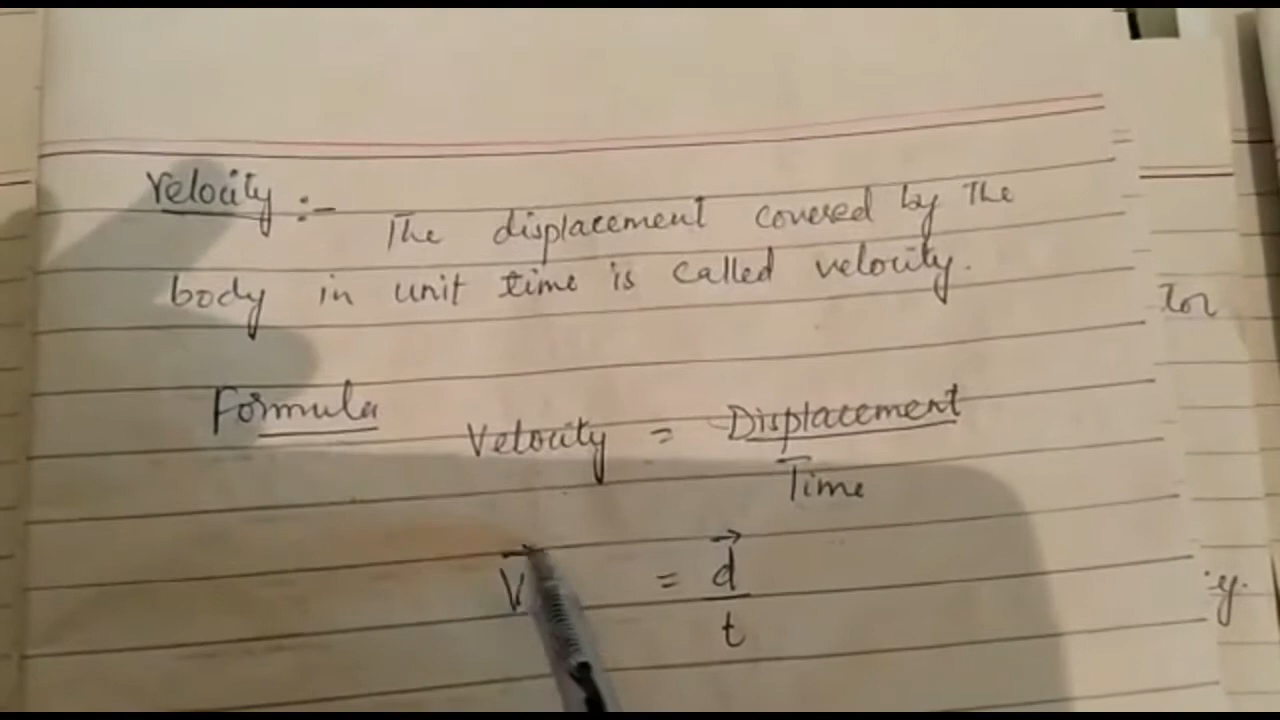 Velocity :- The displacement covered by the
body in unit time is called velocity.
Formula
Velocity = Displacement
Time
V⃗ = d⃗
t
y.